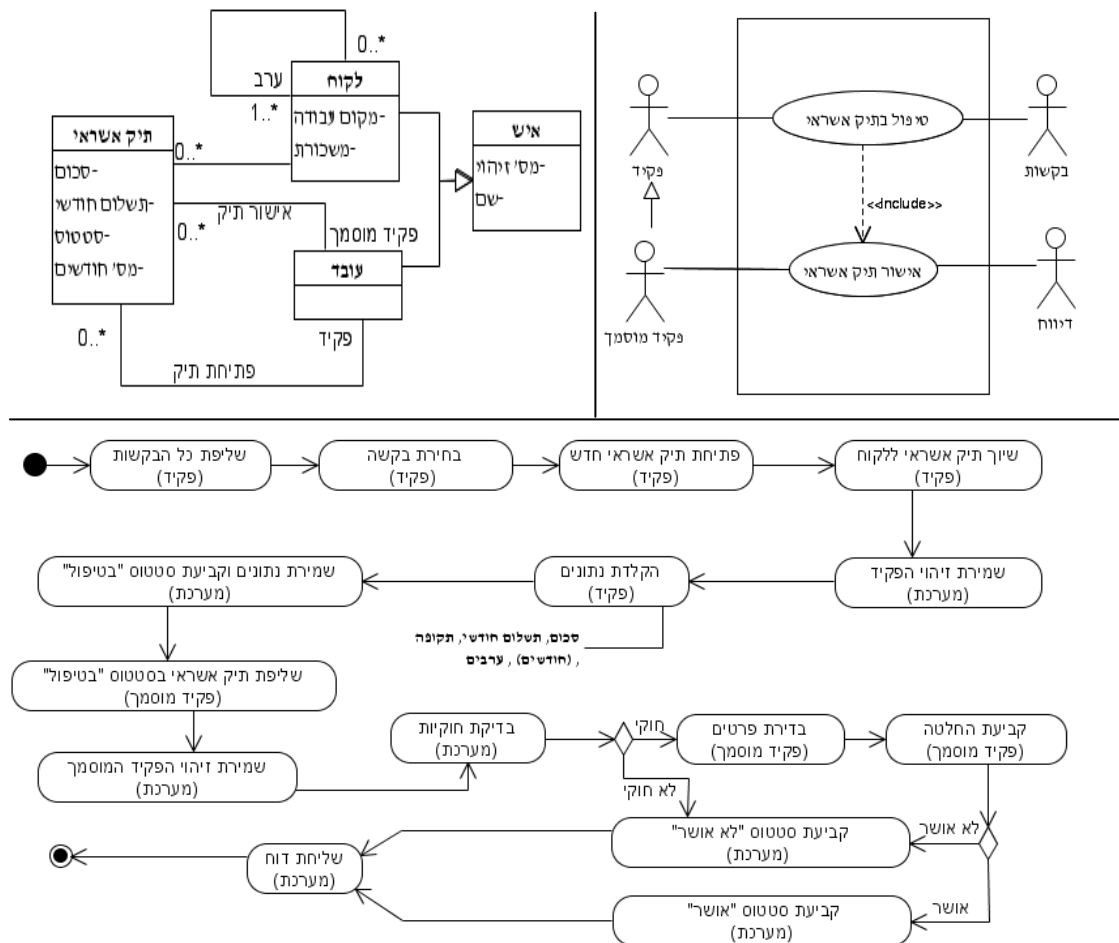 0..*
ערב
1..*
לקוח
-מקום עבודה
-משכורת
איש
-מס׳ זיהוי
-שם
תיק אשראי
-סכום
-תשלום חודשי
-סטטוס
-מס׳ חודשים
0..*
0..*
אישור תיק
פקיד מוסמך
עובד
פקיד
0..*
פתיחת תיק
טיפול בתיק אשראי
<<include>>
אישור תיק אשראי
פקיד
פקיד מוסמך
בקשות
דיווח
שליפת כל הבקשות
(פקיד)
בחירת בקשה
(פקיד)
פתיחת תיק אשראי חדש
(פקיד)
שיוך תיק אשראי ללקוח
(פקיד)
שמירת זיהוי הפקיד
(מערכת)
הקלדת נתונים
(פקיד)
סכום, תשלום חודשי, תקופה
(חודשים) , ערבים ,
שמירת נתונים וקביעת סטטוס "בטיפול"
(מערכת)
שליפת תיק אשראי בסטטוס "בטיפול"
(פקיד מוסמך)
שמירת זיהוי הפקיד המוסמך
(מערכת)
בדיקת חוקיות
(מערכת)
חוקי
לא חוקי
בדירת פרטים
(פקיד מוסמך)
קביעת החלטה
(פקיד מוסמך)
לא אושר
אושר
קביעת סטטוס "לא אושר"
(מערכת)
קביעת סטטוס "אושר"
(מערכת)
שליחת דוח
(מערכת)